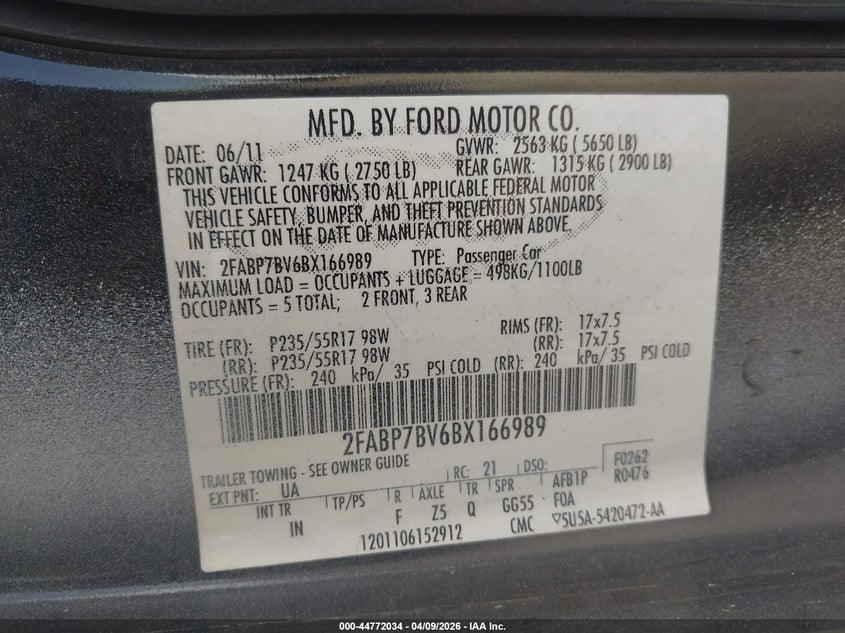 MFD. BY FORD MOTOR CO.
DATE: 06/11 GVWR: 2563 KG ( 5650 LB)
FRONT GAWR: 1247 KG ( 2750 LB) REAR GAWR: 1315 KG ( 2900 LB)
THIS VEHICLE CONFORMS TO ALL APPLICABLE FEDERAL MOTOR
VEHICLE SAFETY, BUMPER, AND THEFT PREVENTION STANDARDS
IN EFFECT ON THE DATE OF MANUFACTURE SHOWN ABOVE.
VIN: 2FABP7BV6BX166989 TYPE: Passenger Car
MAXIMUM LOAD = OCCUPANTS + LUGGAGE = 498KG/1100LB
OCCUPANTS = 5 TOTAL; 2 FRONT, 3 REAR
TIRE (FR): P235/55R17 98W RIMS (FR): 17x7.5
(RR): P235/55R17 98W (RR): 17x7.5
PRESSURE (FR): 240 kPa/ 35 PSI COLD (RR): 240 kPa/ 35 PSI COLD
2FABP7BV6BX166989
TRAILER TOWING - SEE OWNER GUIDE
EXT PNT: UA RC: 21 DSO: F0262
INT TR TP/PS R AXLE TR SPR AFB1P R0476
IN F Z5 Q GG55 FOA
1201106152912 CMC 5U5A-5420472-AA
000-44772034 - 04/09/2026 - IAA Inc.